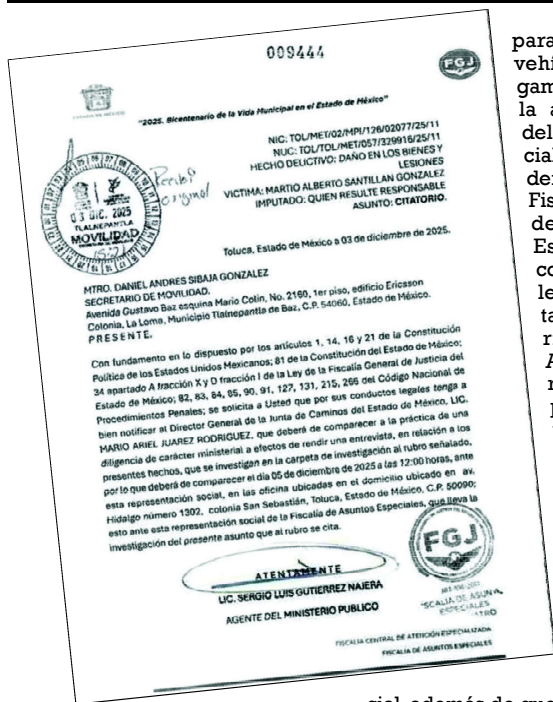 009444
FGJ
"2025. Bicentenario de la Vida Municipal en el Estado de México"
NIC: TOL/MET/02/MPI/126/02077/25/11
NUC: TOL/TOL/MET/057/329916/25/11
HECHO DELICTIVO: DAÑO EN LOS BIENES Y
LESIONES
VICTIMA: MARTIO ALBERTO SANTILLAN GONZALEZ
IMPUTADO: QUIEN RESULTE RESPONSABLE
ASUNTO: CITATORIO.
Recibí
original
03 DIC. 2025
TLALNEPANTLA
MOVILIDAD
Toluca, Estado de México a 03 de diciembre de 2025.
MTRO. DANIEL ANDRES SIBAJA GONZALEZ
SECRETARIO DE MOVILIDAD.
Avenida Gustavo Baz esquina Mario Colin, No. 2160, 1er piso, edificio Ericsson
Colonia, La Loma, Municipio Tlalnepantla de Baz, C.P. 54060, Estado de México.
PRESENTE.
Con fundamento en lo dispuesto por los artículos 1, 14, 16 y 21 de la Constitución
Política de los Estados Unidos Mexicanos; 81 de la Constitución del Estado de México;
34 apartado A fracción X y D fracción I de la Ley de la Fiscalía General de Justicia del
Estado de México; 82, 83, 84, 85, 90, 91, 127, 131, 215, 266 del Código Nacional de
Procedimientos Penales; se solicita a Usted que por sus conductos legales tenga a
bien notificar al Director General de la Junta de Caminos del Estado de México, LIC.
MARIO ARIEL JUAREZ RODRIGUEZ, que deberá de comparecer a la práctica de una
diligencia de carácter ministerial a efectos de rendir una entrevista, en relación a los
presentes hechos, que se investigan en la carpeta de investigación al rubro señalado,
por lo que deberá de comparecer el día 05 de diciembre de 2025 a las 12:00 horas, ante
esta representación social, en las oficina ubicadas en el domicilio ubicado en av.
Hidalgo número 1302, colonia San Sebastián, Toluca, Estado de México, C.P. 50090;
esto ante esta representación social de la Fiscalía de Asuntos Especiales, que lleva la
investigación del presente asunto que al rubro se cita.
ATENTAMENTE
LIC. SERGIO LUIS GUTIERREZ NAJERA
AGENTE DEL MINISTERIO PUBLICO
FGJ
ESPECIALES
FISCALIA CENTRAL DE ATENCIÓN ESPECIALIZADA
FISCALIA DE ASUNTOS ESPECIALES
para
la
además de que